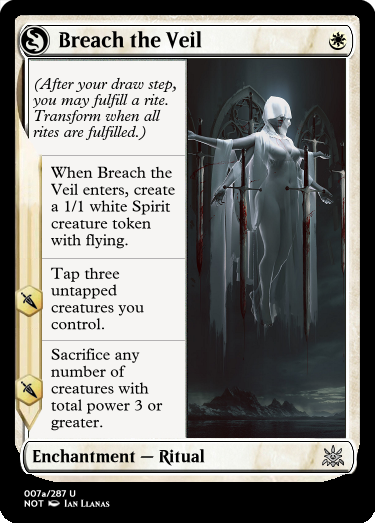 Breach the Veil
(After your draw step,
you may fulfill a rite.
Transform when all
rites are fulfilled.)
When Breach the
Veil enters, create
a 1/1 white Spirit
creature token
with flying.
Tap three
untapped
creatures you
control.
Sacrifice any
number of
creatures with
total power 3 or
greater.
Enchantment — Ritual
007a/287 U
NOT Ian Llanas